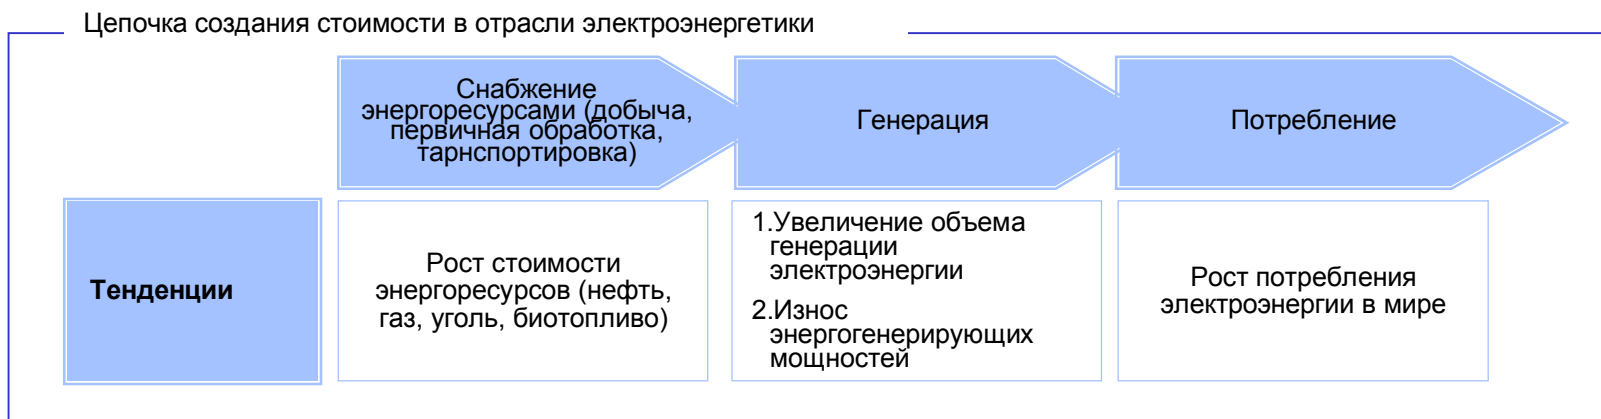 Цепочка создания стоимости в отрасли электроэнергетики
Снабжение
энергоресурсами (добыча,
первичная обработка,
тарнспортировка)
Генерация
Потребление
Тенденции
Рост стоимости
энергоресурсов (нефть,
газ, уголь, биотопливо)
1.Увеличение объема
генерации
электроэнергии
2.Износ
энергогенерирующих
мощностей
Рост потребления
электроэнергии в мире